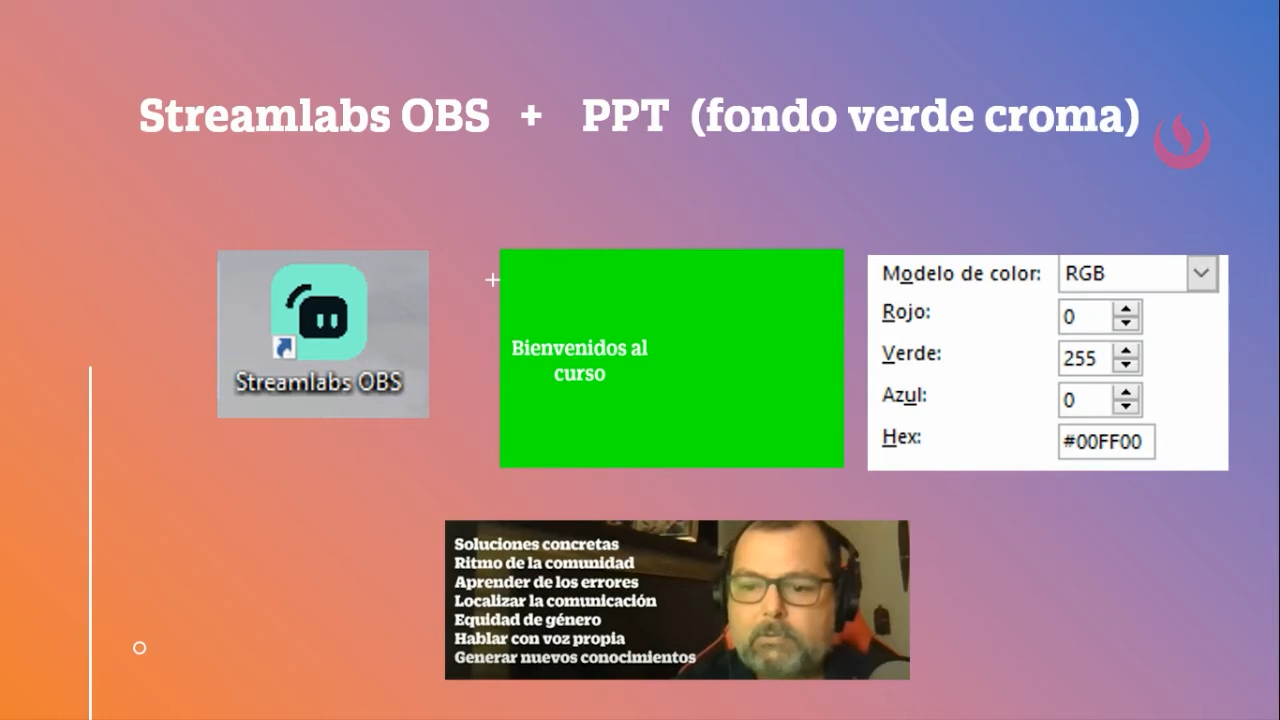 Streamlabs OBS + PPT (fondo verde croma)
Streamlabs OBS
Bienvenidos al
curso
Modelo de color: RGB
Rojo: 0
Verde: 255
Azul: 0
Hex: #00FF00
Soluciones concretas
Ritmo de la comunidad
Aprender de los errores
Localizar la comunicación
Equidad de género
Hablar con voz propia
Generar nuevos conocimientos